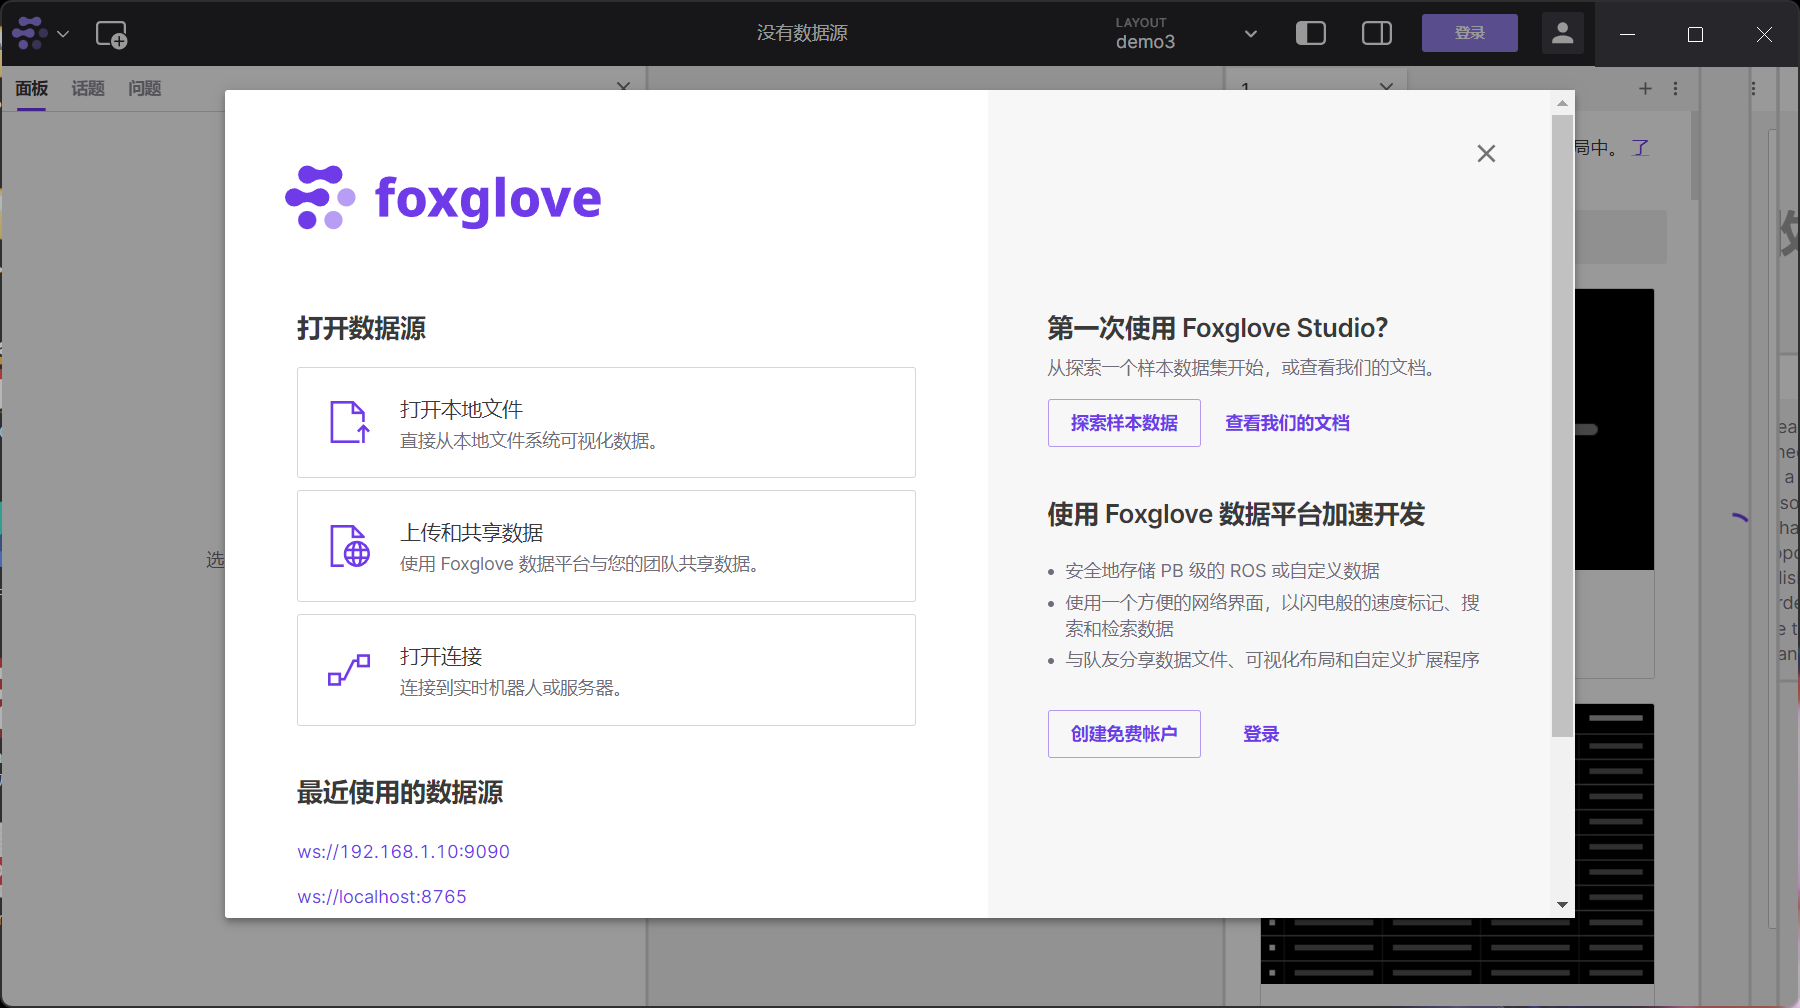 没有数据源
LAYOUT
demo3
登录
面板
话题
问题
1
局中。 了
foxglove
打开数据源
打开本地文件
直接从本地文件系统可视化数据。
上传和共享数据
使用 Foxglove 数据平台与您的团队共享数据。
打开连接
连接到实时机器人或服务器。
最近使用的数据源
ws://192.168.1.10:9090
ws://localhost:8765
第一次使用 Foxglove Studio?
从探索一个样本数据集开始，或查看我们的文档。
探索样本数据
查看我们的文档
使用 Foxglove 数据平台加速开发
安全地存储 PB 级的 ROS 或自定义数据
使用一个方便的网络界面，以闪电般的速度标记、搜
索和检索数据
与队友分享数据文件、可视化布局和自定义扩展程序
创建免费帐户
登录
选